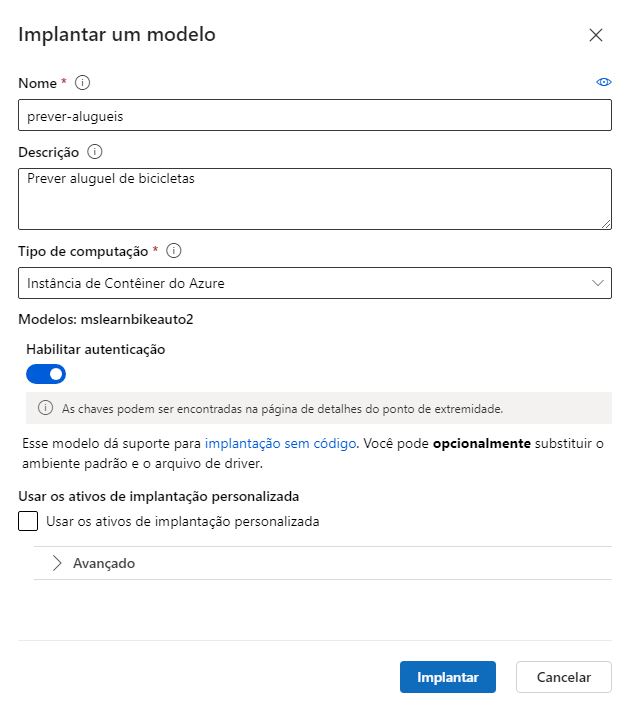 Implantar um modelo
Nome *
prever-alugueis
Descrição
Prever aluguel de bicicletas
Tipo de computação *
Instância de Contêiner do Azure
Modelos: mslearnbikeauto2
Habilitar autenticação
As chaves podem ser encontradas na página de detalhes do ponto de extremidade.
Esse modelo dá suporte para implantação sem código. Você pode opcionalmente substituir o
ambiente padrão e o arquivo de driver.
Usar os ativos de implantação personalizada
Usar os ativos de implantação personalizada
Avançado
Implantar Cancelar